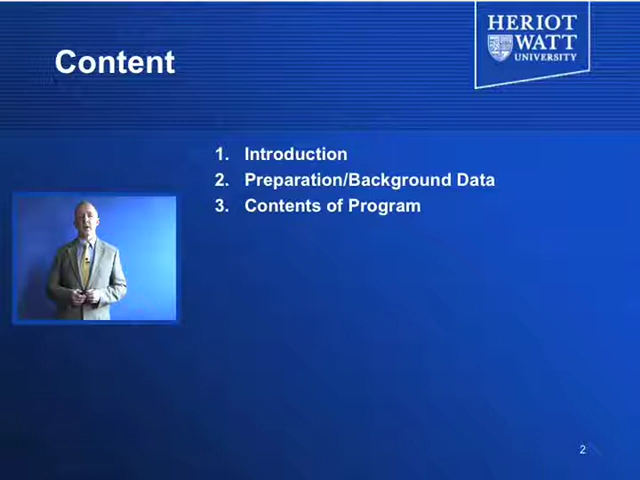 Content
HERIOT
WATT
UNIVERSITY
1. Introduction
2. Preparation/Background Data
3. Contents of Program
2